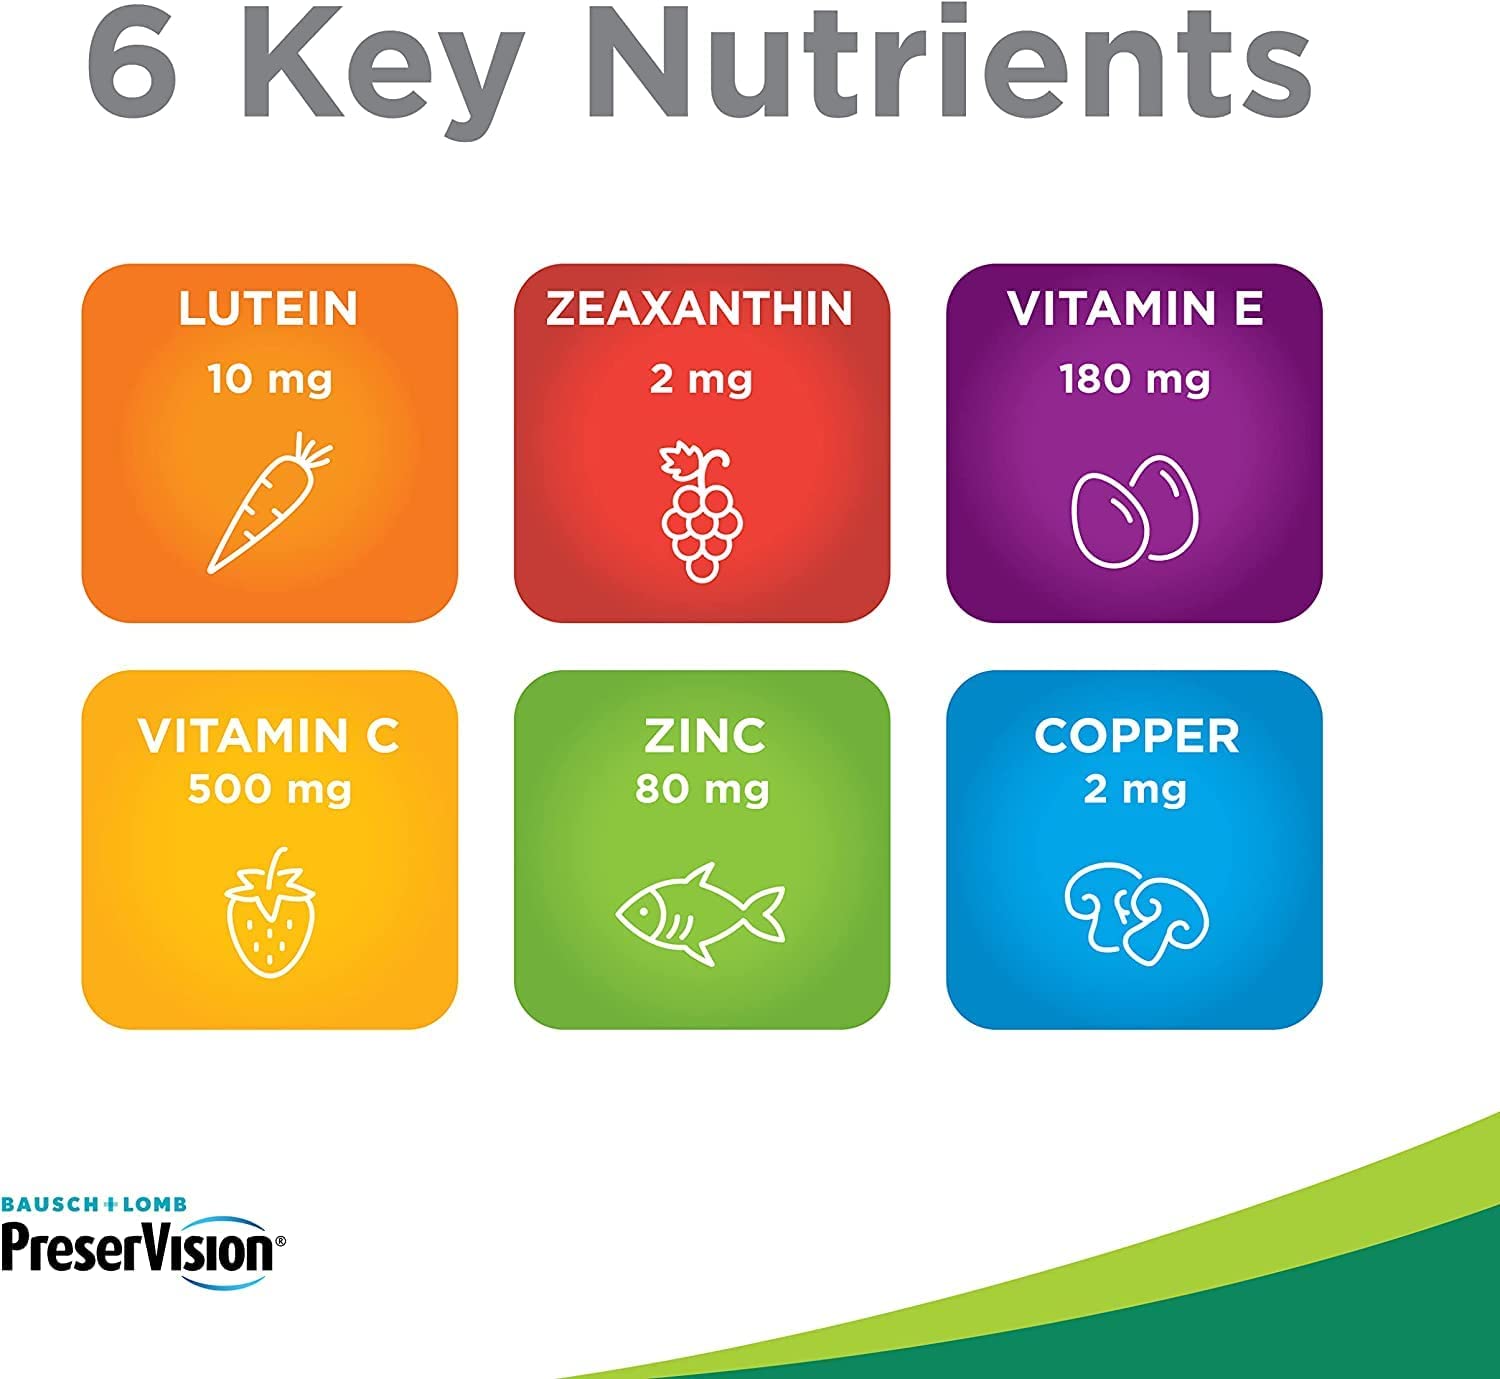 6 Key Nutrients
LUTEIN
10 mg
ZEAXANTHIN
2 mg
VITAMIN E
180 mg
VITAMIN C
500 mg
ZINC
80 mg
COPPER
2 mg
BAUSCH + LOMB
PreserVision®